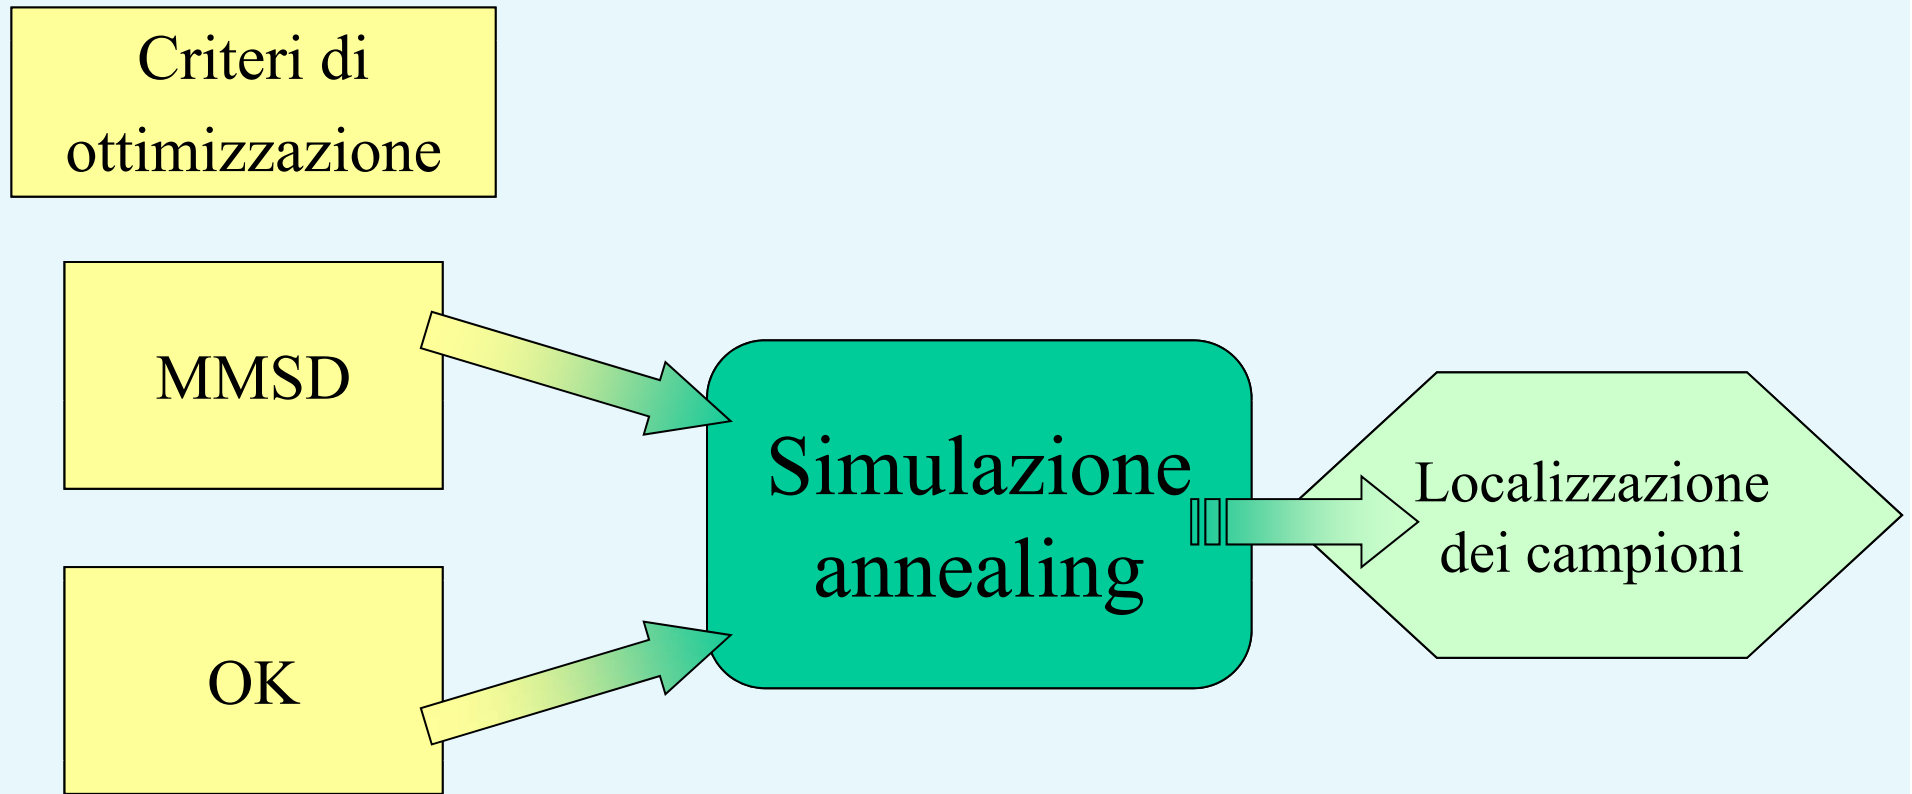 Criteri di
ottimizzazione
MMSD
OK
Simulazione
annealing
Localizzazione
dei campioni